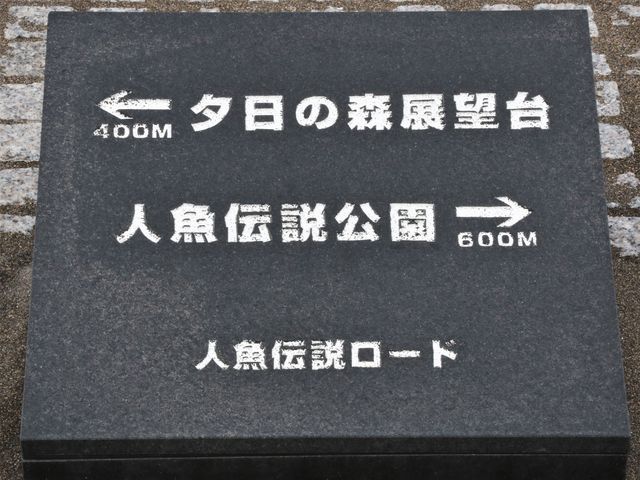 ← 夕日の森展望台
400M
人魚伝説公園 →
600M
人魚伝説ロード